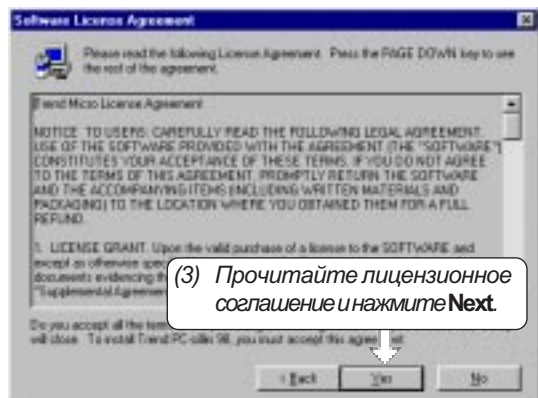 Software License Agreement
Please read the following License Agreement. Press the PAGE DOWN key to see
the rest of the agreement.
Trend Micro License Agreement
NOTICE TO USERS: CAREFULLY READ THE FOLLOWING LEGAL AGREEMENT.
USE OF THE SOFTWARE PROVIDED WITH THE AGREEMENT (THE "SOFTWARE")
CONSTITUTES YOUR ACCEPTANCE OF THESE TERMS. IF YOU DO NOT AGREE
TO THE TERMS OF THIS AGREEMENT, PROMPTLY RETURN THE SOFTWARE
AND THE ACCOMPANYING ITEMS (INCLUDING WRITTEN MATERIALS AND
PACKAGING) TO THE LOCATION WHERE YOU OBTAINED THEM FOR A FULL
REFUND.
1. LICENSE GRANT. Upon the valid purchase of a license to the SOFTWARE and
except as otherwise
documents evidencing
"Supplemental
(3) Прочитайте лицензионное
соглашение и нажмите Next.
Do you accept all the
will close. To install Trend PC-cillin 98, you must accept this
< Back
Yes
No